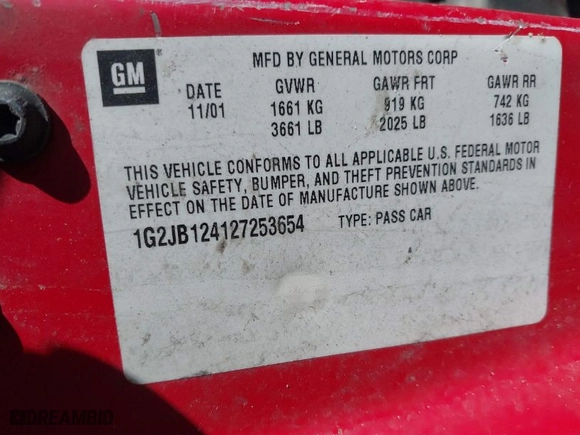 GM
MFD BY GENERAL MOTORS CORP
DATE GVWR GAWR FRT GAWR RR
11/01 1661 KG 919 KG 742 KG
3661 LB 2025 LB 1636 LB
THIS VEHICLE CONFORMS TO ALL APPLICABLE U.S. FEDERAL MOTOR
VEHICLE SAFETY, BUMPER, AND THEFT PREVENTION STANDARDS IN
EFFECT ON THE DATE OF MANUFACTURE SHOWN ABOVE.
1G2JB124127253654 TYPE: PASS CAR
DREAMBID